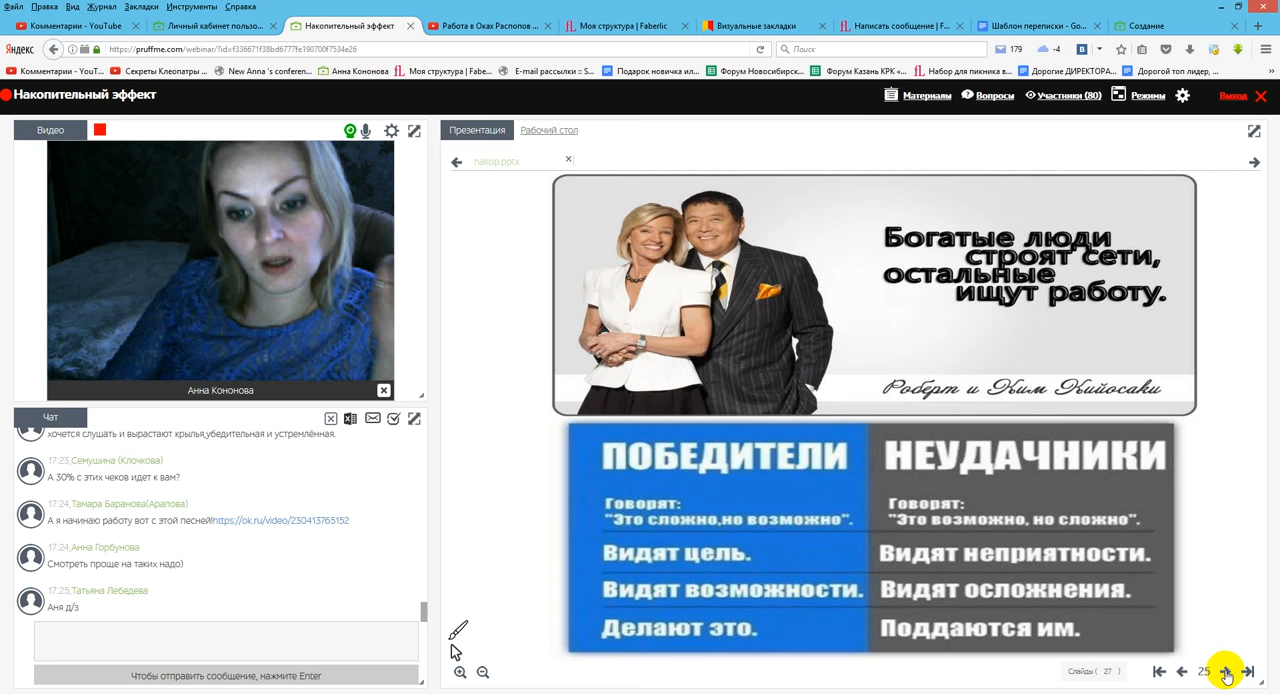 Файл Правка Вид Журнал Закладки Инструменты Справка
Комментарии - YouTube
Личный кабинет пользо...
Накопительный эффект
Работа в Оках Распопов ...
Моя структура | Faberlic
Визуальные закладки
Написать сообщение | F...
Шаблон переписки - Go...
Создание
Яндекс
https://pruffme.com/webinar/?id=f336671f38bd6777fe190700f7534e26
Поиск
179
-4
Комментарии - YouT...
Секреты Клеопатры ...
New Anna 's conferen...
Анна Кононова
Моя структура | Fabe...
E-mail рассылки :: S...
Подарок новичка ил...
Форум Новосибирск...
Форум Казань КРК «...
Набор для пикника в...
Дорогие ДИРЕКТОРА...
Дорогой топ лидер, ...
Накопительный эффект
Материалы
Вопросы
Участники (80)
Режимы
Выход
Видео
Анна Кононова
Чат
хочется слушать и вырастают крылья,убедительная и устремлённая.
17:23,Семушина (Клочкова)
А 30% с этих чеков идет к вам?
17:24,Тамара Баранова(Арапова)
А я начинаю работу вот с этой песней!https://ok.ru/video/230413765152
17:24,Анна Горбунова
Смотреть проще на таких надо)
17:25,Татьяна Лебедева
Аня д/з
Чтобы отправить сообщение, нажмите Enter
Презентация
Рабочий стол
nakop.pptx
Богатые люди
строят сети,
остальные
ищут работу.
Роберт и Ким Кийосаки
ПОБЕДИТЕЛИ
НЕУДАЧНИКИ
Говорят:
"Это сложно,но возможно".
Говорят:
"Это возможно, но сложно".
Видят цель.
Видят неприятности.
Видят возможности.
Видят осложнения.
Делают это.
Поддаются им.
Слайды ( 27 )
25